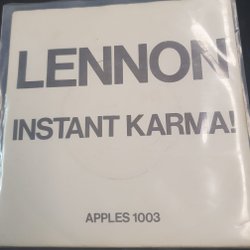 LENNON
INSTANT KARMA!
APPLES 1003